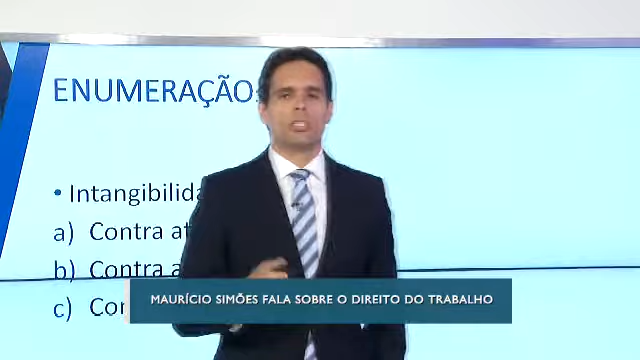 ENUMERAÇÃO:
• Intangibilida
a) Contra at
b) Contra a
c) Con
MAURÍCIO SIMÕES FALA SOBRE O DIREITO DO TRABALHO